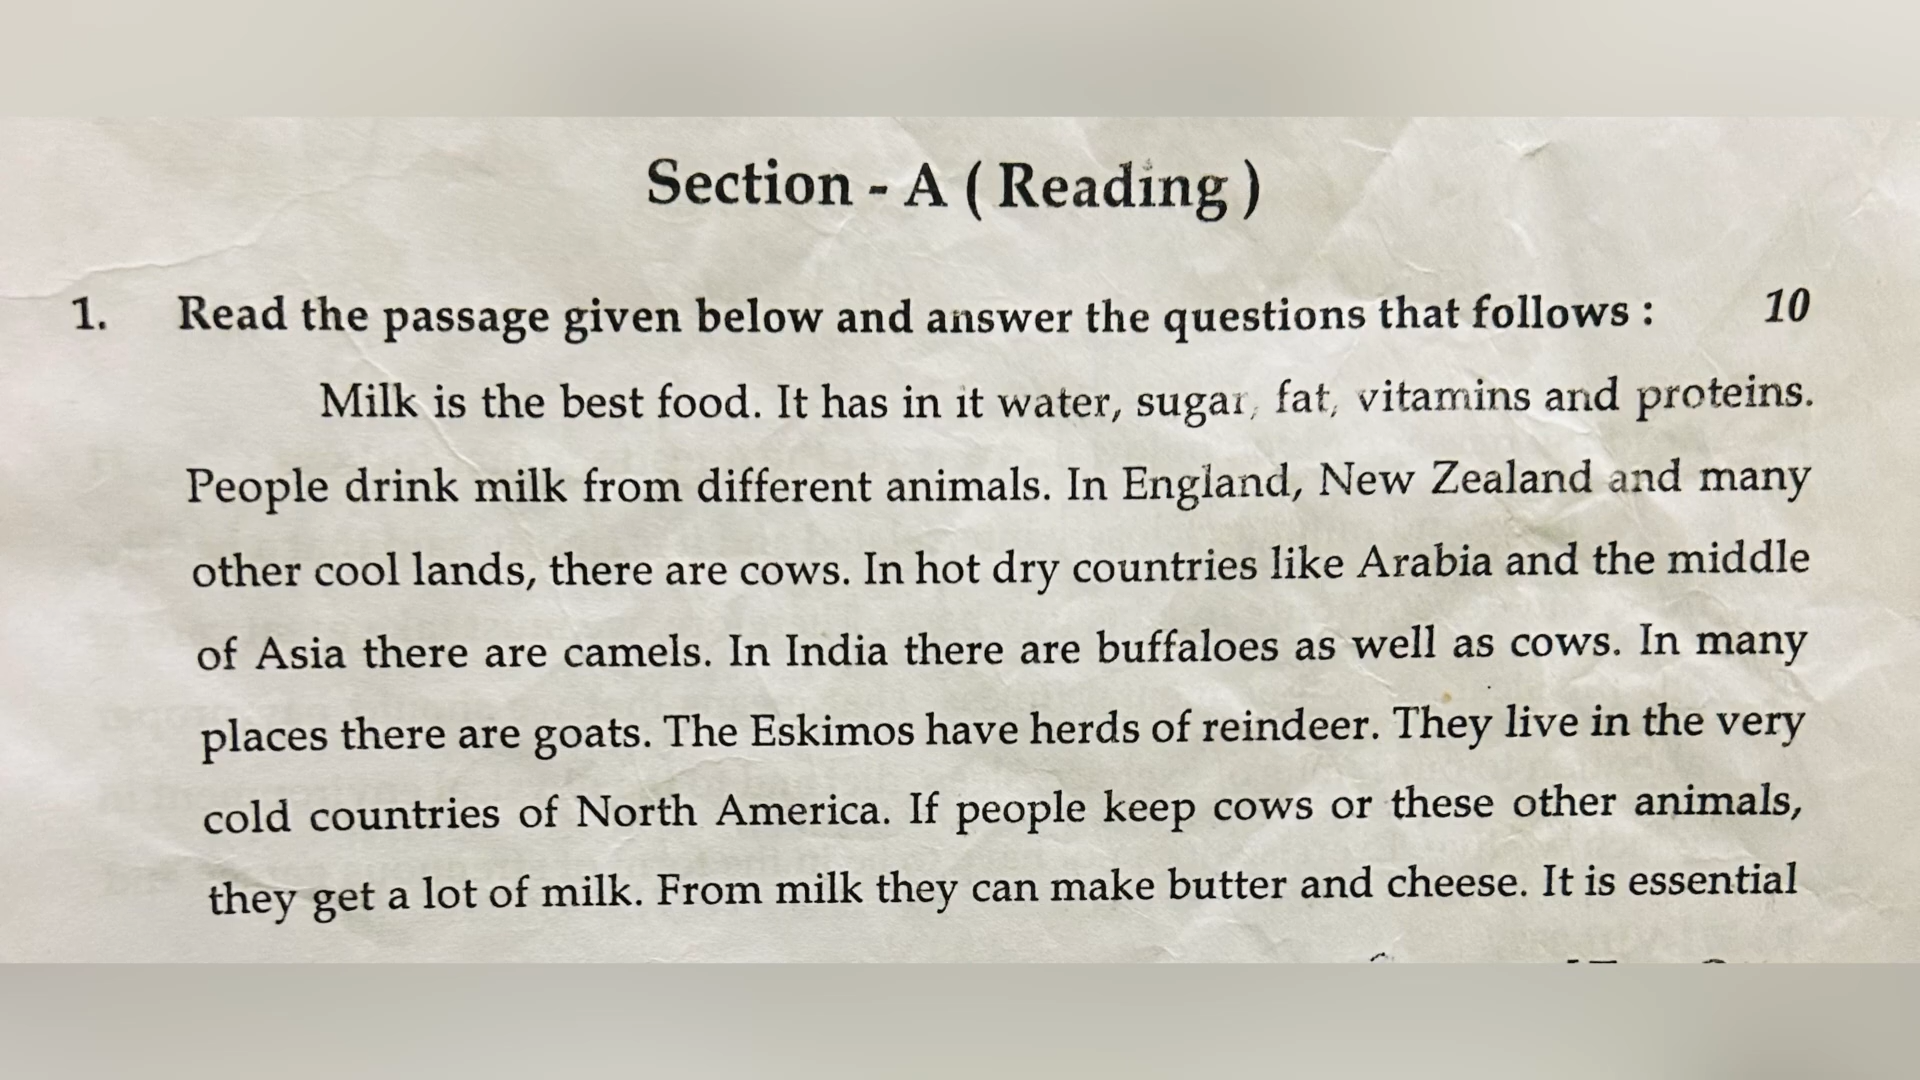 Section - A ( Reading )
1. Read the passage given below and answer the questions that follows : 10
Milk is the best food. It has in it water, sugar, fat, vitamins and proteins.
People drink milk from different animals. In England, New Zealand and many
other cool lands, there are cows. In hot dry countries like Arabia and the middle
of Asia there are camels. In India there are buffaloes as well as cows. In many
places there are goats. The Eskimos have herds of reindeer. They live in the very
cold countries of North America. If people keep cows or these other animals,
they get a lot of milk. From milk they can make butter and cheese. It is essential